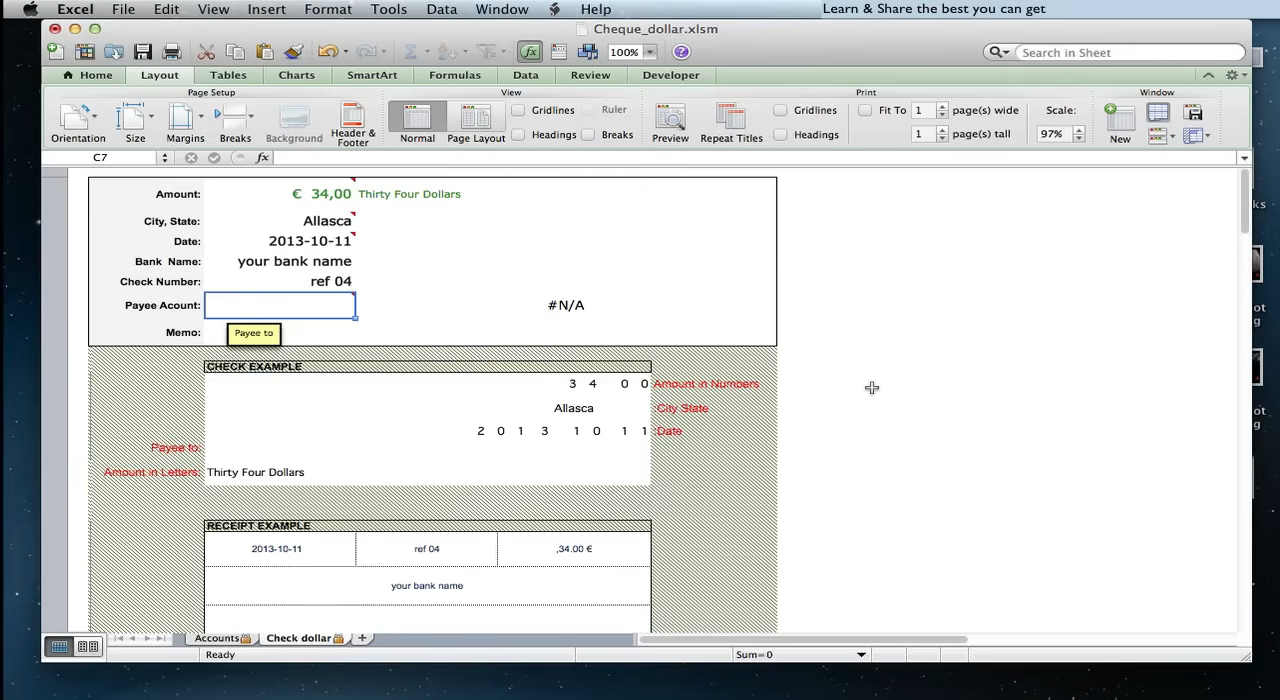 Excel File Edit View Insert Format Tools Data Window Help
Learn & Share the best you can get
Cheque_dollar.xlsm
100%
Search in Sheet
Home Layout Tables Charts SmartArt Formulas Data Review Developer
Page Setup View Print Window
Orientation Size Margins Breaks Background Header & Footer
Normal Page Layout Gridlines Ruler Headings Breaks
Preview Repeat Titles Gridlines Headings Fit To 1 page(s) wide 1 page(s) tall Scale: 97% New
C7 fx
Amount: € 34,00 Thirty Four Dollars
City, State: Allasca
Date: 2013-10-11
Bank Name: your bank name
Check Number: ref 04
Payee Acount: #N/A
Memo: Payee to
CHECK EXAMPLE
3 4 0 0 Amount in Numbers
Allasca :City State
2 0 1 3 1 0 1 1 :Date
Payee to:
Amount in Letters: Thirty Four Dollars
RECEIPT EXAMPLE
2013-10-11 ref 04 ,34.00 €
your bank name
Accounts Check dollar
Ready Sum=0